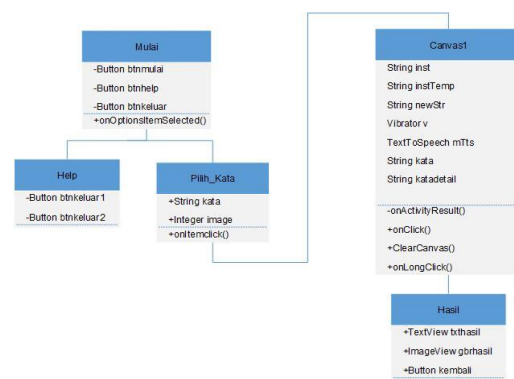 Mulai
-Button btnmulai
-Button btnhelp
-Button btnkeluar
+onOptionsItemSelected()
Help
-Button btnkeluar1
-Button btnkeluar2
Pilih_Kata
+String kata
+Integer image
+onItemclick()
Canvas1
String inst
String instTemp
String newStr
Vibrator v
TextToSpeech mTts
String kata
String katadetail
-onActivityResult()
+onClick()
+ClearCanvas()
+onLongClick()
Hasil
+TextView txthasil
+ImageView gbrhasil
+Button kembali